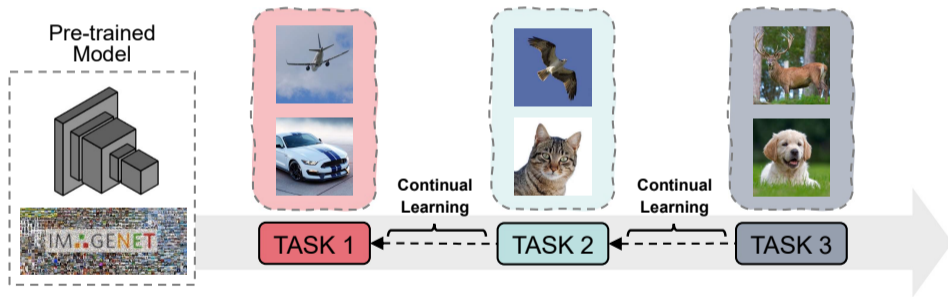 Pre-trained
Model
IMAGENET
Continual
Learning
Continual
Learning
TASK 1
TASK 2
TASK 3